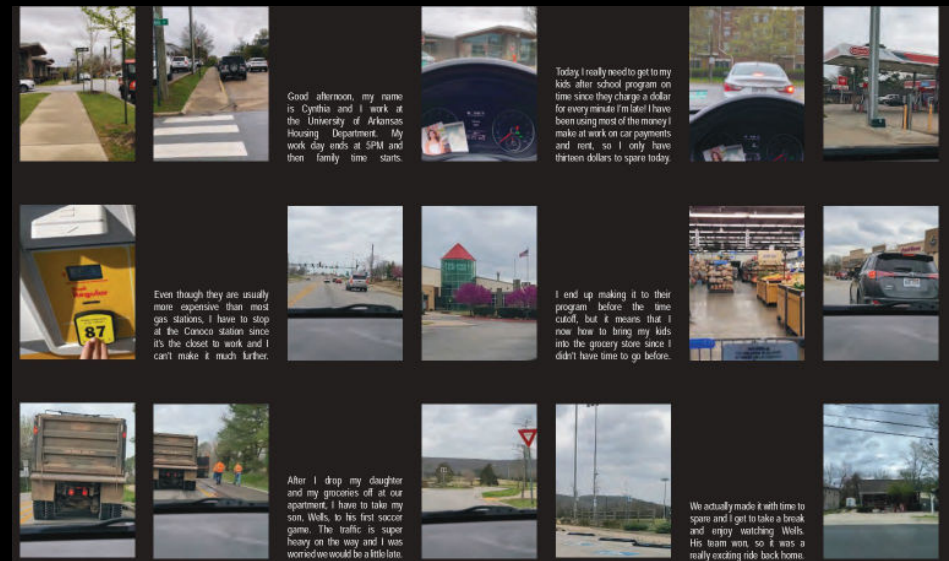 Good afternoon, my name
is Cynthia and I work at
the University of Arkansas
Housing Department. My
work day ends at 5PM and
then family time starts.
Today, I really need to get to my
kids after school program on
time since they charge a dollar
for every minute I'm late! I have
been using most of the money I
make at work on car payments
and rent, so I only have
thirteen dollars to spare today.
Regular
87
Even though they are usually
more expensive than most
gas stations, I have to stop
at the Conoco station since
it's the closet to work and I
can't make it much further.
I end up making it to their
program before the time
cutoff, but it means that I
now how to bring my kids
into the grocery store since I
didn't have time to go before.
After I drop my daughter
and my groceries off at our
apartment, I have to take my
son, Wells, to his first soccer
game. The traffic is super
heavy on the way and I was
worried we would be a little late.
We actually made it with time to
spare and I get to take a break
and enjoy watching Wells.
His team won, so it was a
really exciting ride back home.